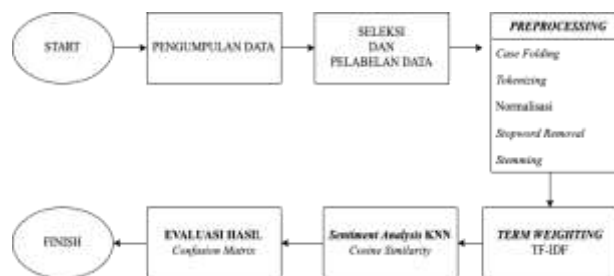 START
PENGUMPULAN DATA
SELEKSI
DAN
PELABELAN DATA
PREPROCESSING
Case Folding
Tokenizing
Normalisasi
Stopword Removal
Stemming
TERM WEIGHTING
TF-IDF
Sentiment Analysis KNN
Cosine Similarity
EVALUASI HASIL
Confusion Matrix
FINISH